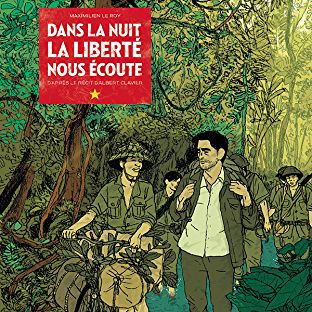 MAXIMILIEN LE ROY
DANS LA NUIT
LA LIBERTÉ
NOUS ÉCOUTE
D'APRÈS LE RÉCIT D'ALBERT CLAVIER